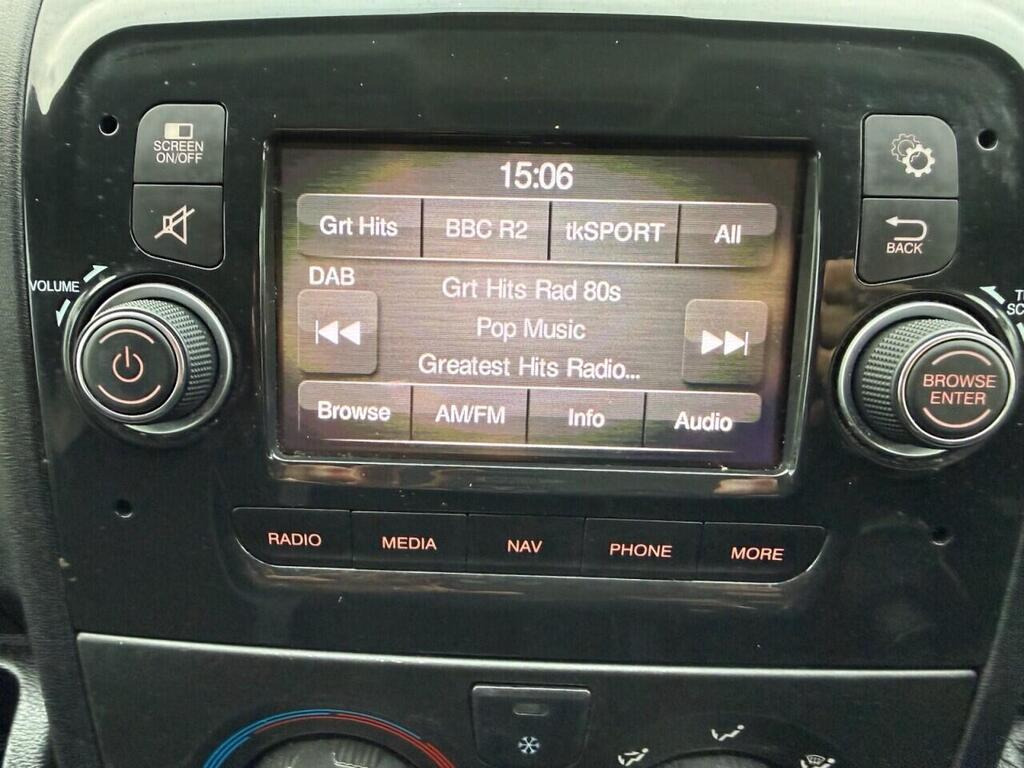 SCREEN
ON/OFF
15:06
Grt Hits BBC R2 tkSPORT All
BACK
VOLUME
DAB
Grt Hits Rad 80s
Pop Music
Greatest Hits Radio...
BROWSE
ENTER
Browse AM/FM Info Audio
RADIO MEDIA NAV PHONE MORE